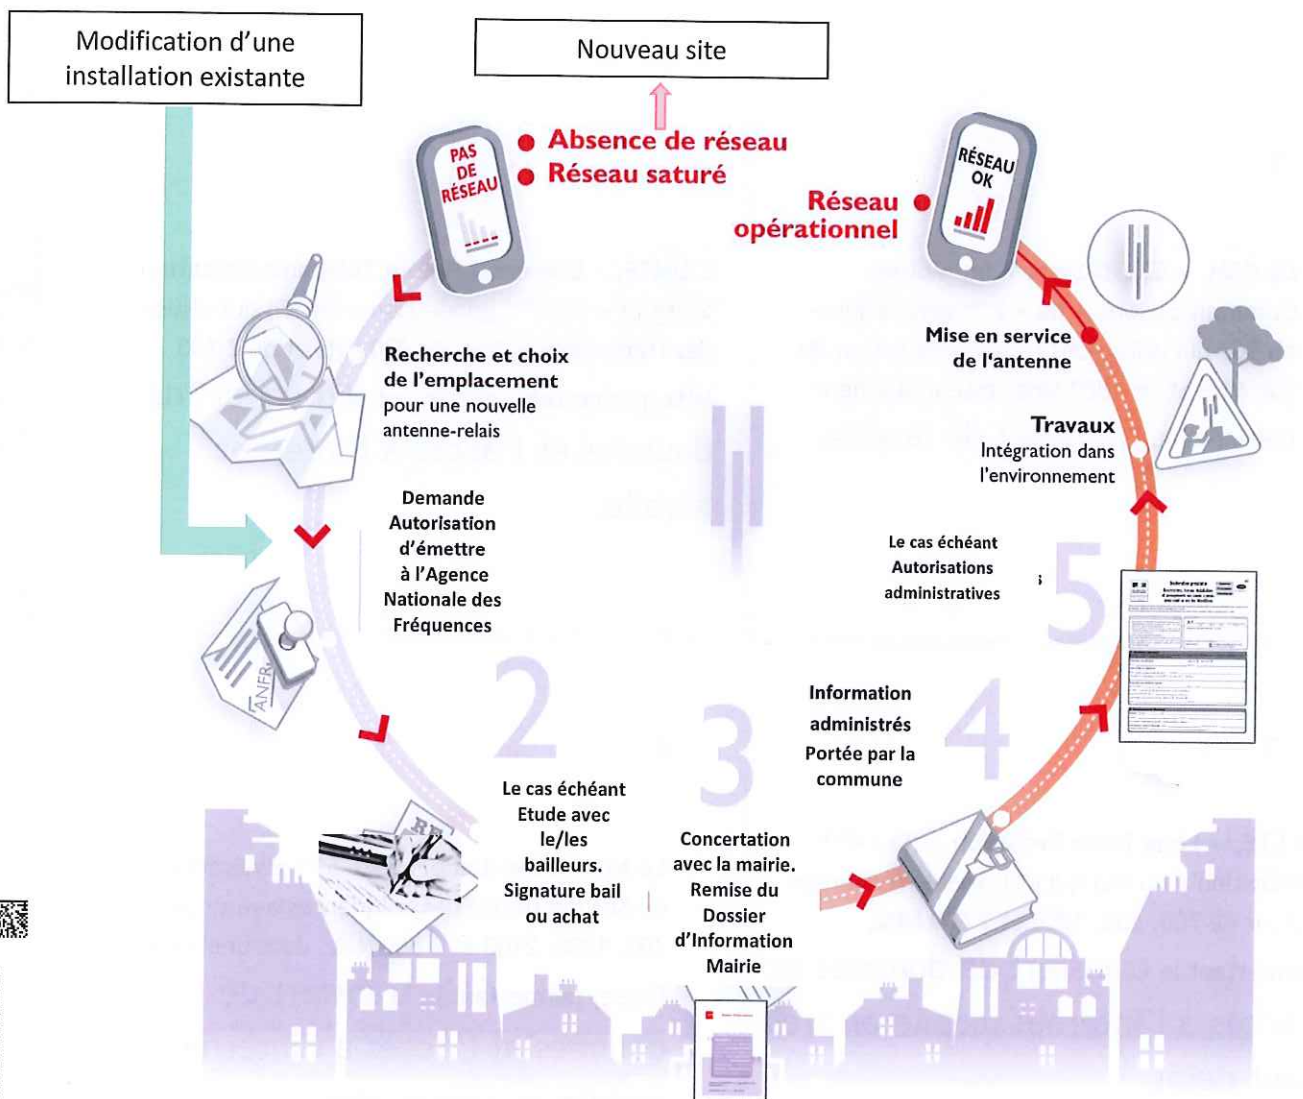 Modification d’une
installation existante
Nouveau site
PAS
DE
RÉSEAU
Absence de réseau
Réseau saturé
RÉSEAU
OK
Réseau
opérationnel
Recherche et choix
de l'emplacement
pour une nouvelle
antenne-relais
Demande
Autorisation
d’émettre
à l’Agence
Nationale des
Fréquences
ANFR
2
Le cas échéant
Etude avec
le/les
bailleurs.
Signature bail
ou achat
3
Concertation
avec la mairie.
Remise du
Dossier
d’Information
Mairie
4
Information
administrés
Portée par la
commune
5
Le cas échéant
Autorisations
administratives
s
Travaux
Intégration dans
l'environnement
Mise en service
de l'antenne